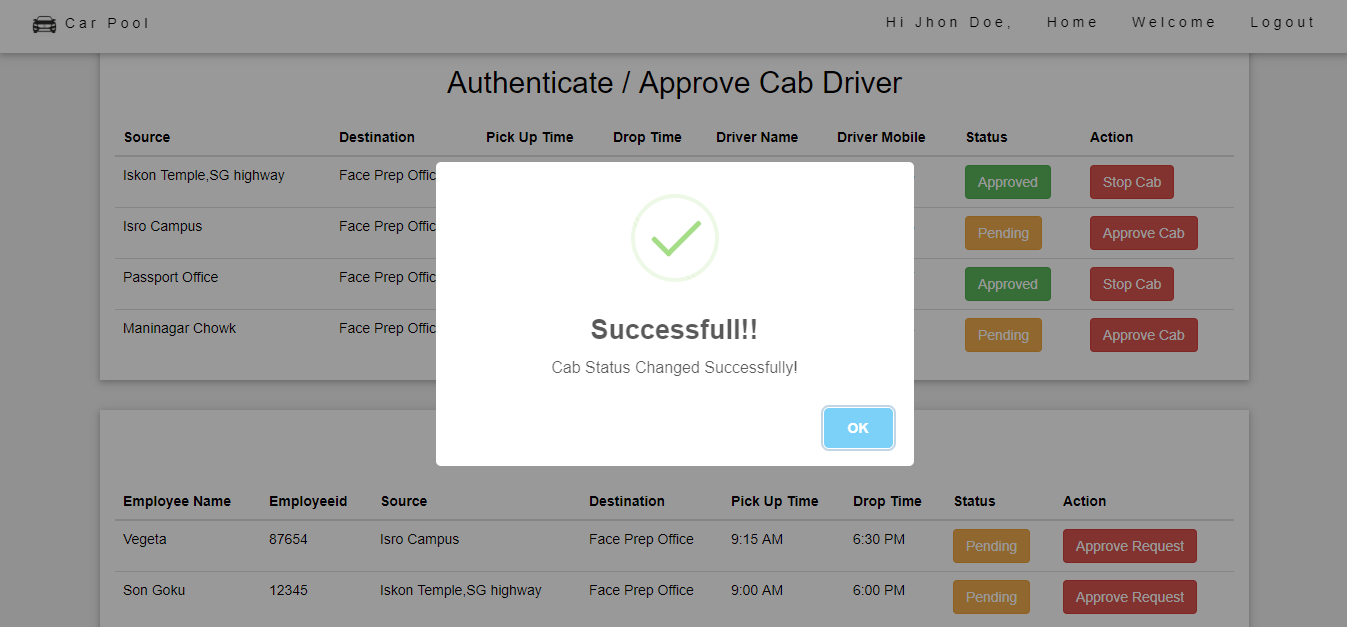 Car Pool Hi Jhon Doe, Home Welcome Logout
Authenticate / Approve Cab Driver
Source Destination Pick Up Time Drop Time Driver Name Driver Mobile Status Action
Iskon Temple,SG highway Face Prep Approved Stop Cab
Isro Campus Face Prep Pending Approve Cab
Passport Office Face Prep Approved Stop Cab
Maninagar Chowk Face Prep Pending Approve Cab
Successfull!!
Cab Status Changed Successfully!
OK
Employee Name Employeeid Source Destination Pick Up Time Drop Time Status Action
Vegeta 87654 Isro Campus Face Prep Office 9:15 AM 6:30 PM Pending Approve Request
Son Goku 12345 Iskon Temple,SG highway Face Prep Office 9:00 AM 6:00 PM Pending Approve Request